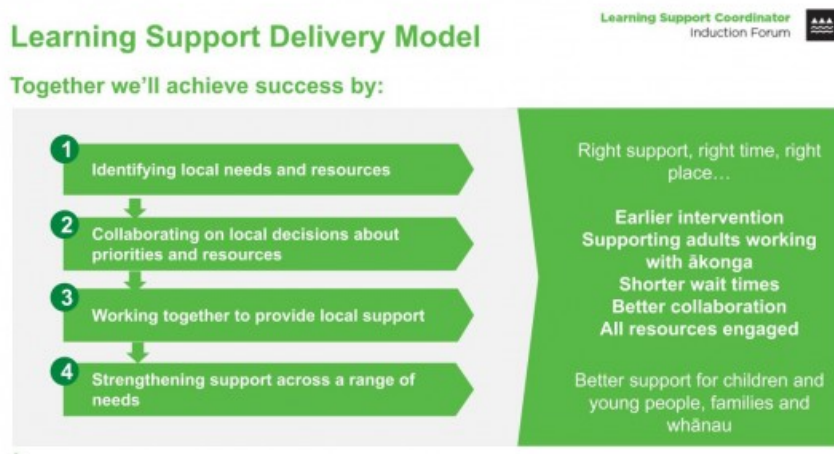 Learning Support Coordinator
Induction Forum
Learning Support Delivery Model
Together we'll achieve success by:
1
Identifying local needs and resources
2
Collaborating on local decisions about
priorities and resources
3
Working together to provide local support
4
Strengthening support across a range of
needs
Right support, right time, right
place…
Earlier intervention
Supporting adults working
with ākonga
Shorter wait times
Better collaboration
All resources engaged
Better support for children and
young people, families and
whānau